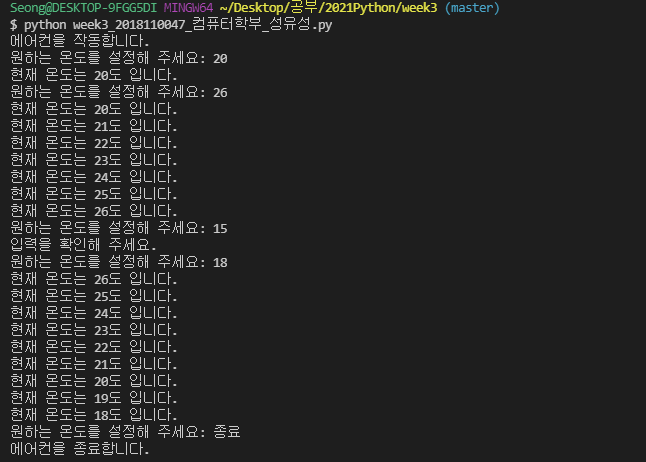 Seong@DESKTOP-9FGG5DI MINGW64 ~/Desktop/공부/2021Python/week3 (master)
$ python week3_2018110047_컴퓨터학부_성유성.py
에어컨을 작동합니다.
원하는 온도를 설정해 주세요: 20
현재 온도는 20도 입니다.
원하는 온도를 설정해 주세요: 26
현재 온도는 20도 입니다.
현재 온도는 21도 입니다.
현재 온도는 22도 입니다.
현재 온도는 23도 입니다.
현재 온도는 24도 입니다.
현재 온도는 25도 입니다.
현재 온도는 26도 입니다.
원하는 온도를 설정해 주세요: 15
입력을 확인해 주세요.
원하는 온도를 설정해 주세요: 18
현재 온도는 26도 입니다.
현재 온도는 25도 입니다.
현재 온도는 24도 입니다.
현재 온도는 23도 입니다.
현재 온도는 22도 입니다.
현재 온도는 21도 입니다.
현재 온도는 20도 입니다.
현재 온도는 19도 입니다.
현재 온도는 18도 입니다.
원하는 온도를 설정해 주세요: 종료
에어컨을 종료합니다.